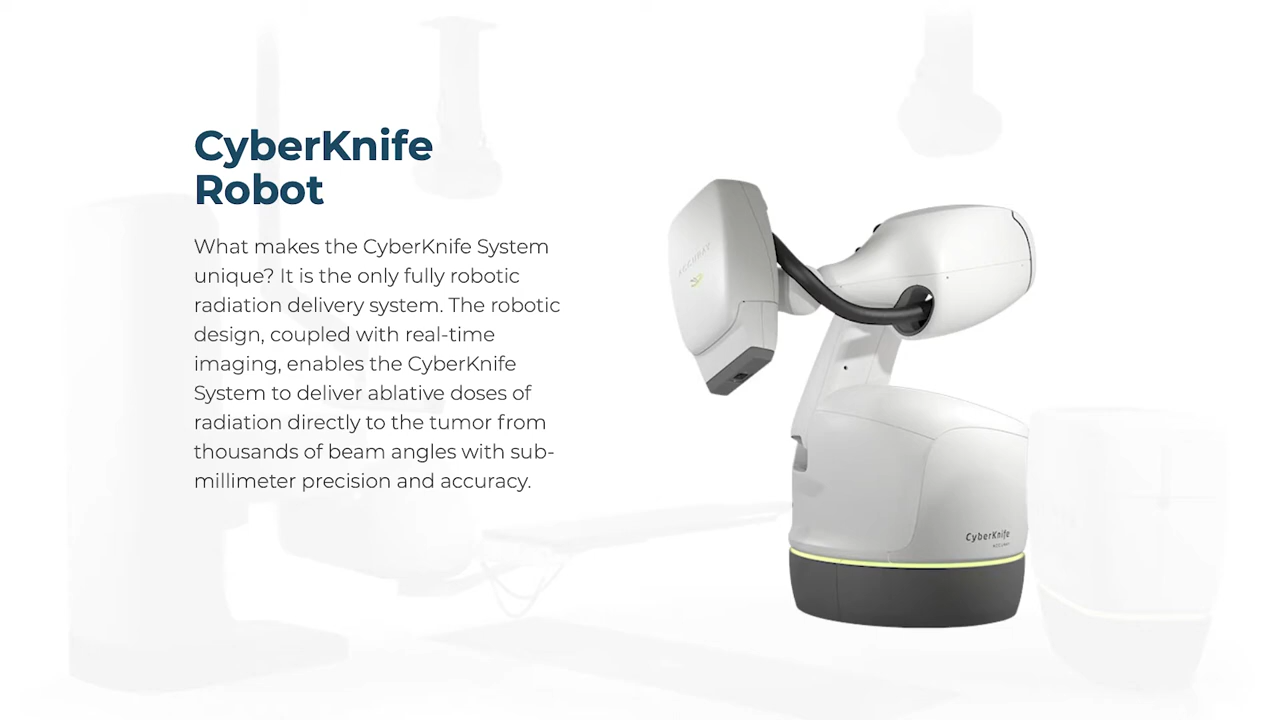 CyberKnife
Robot
What makes the CyberKnife System
unique? It is the only fully robotic
radiation delivery system. The robotic
design, coupled with real-time
imaging, enables the CyberKnife
System to deliver ablative doses of
radiation directly to the tumor from
thousands of beam angles with sub-
millimeter precision and accuracy.
ACCURAY
CyberKnife
ACCURAY